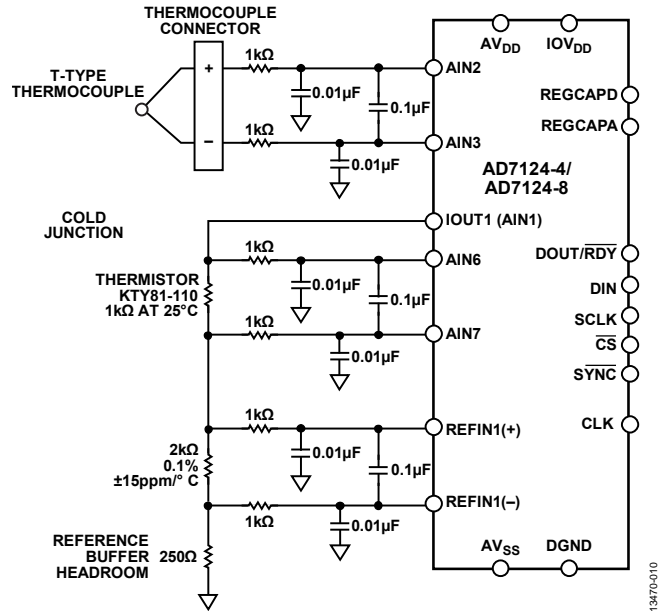 THERMOCOUPLE
CONNECTOR
T-TYPE
THERMOCOUPLE
+
–
1kΩ
0.01µF
0.1µF
1kΩ
0.01µF
AIN2
AIN3
AVDD
IOVDD
REGCAPD
REGCAPA
AD7124-4/
AD7124-8
COLD
JUNCTION
IOUT1 (AIN1)
THERMISTOR
KTY81-110
1kΩ AT 25°C
1kΩ
0.01µF
0.1µF
1kΩ
0.01µF
AIN6
AIN7
DOUT/RDY
DIN
SCLK
CS
SYNC
CLK
2kΩ
0.1%
±15ppm/° C
1kΩ
0.01µF
0.1µF
1kΩ
0.01µF
REFIN1(+)
REFIN1(–)
REFERENCE
BUFFER
HEADROOM
250Ω
AVSS
DGND
13470-010